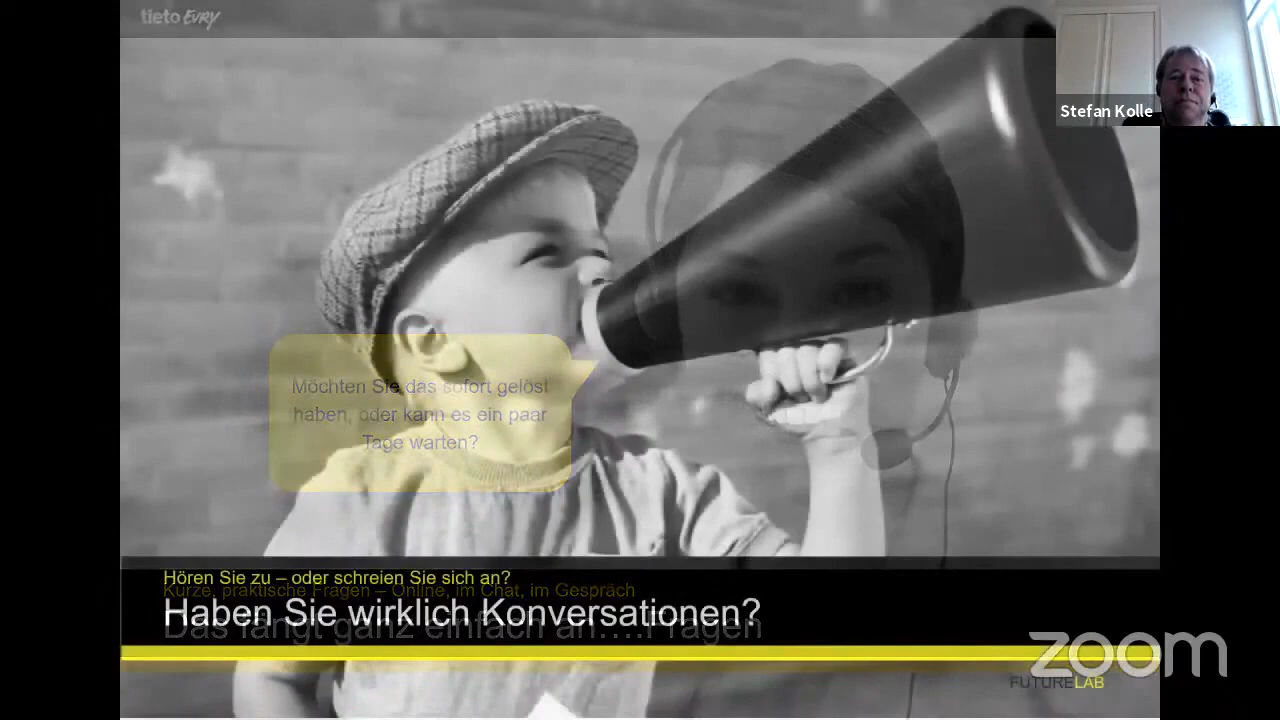 tieto Evry
Stefan Kolle
Möchten Sie das sofort gelöst
haben, oder kann es ein paar
Tage warten?
Hören Sie zu – oder schreien Sie sich an?
Kurze, praktische Fragen – Online, im Chat, im Gespräch
Haben Sie wirklich Konversationen?
Das fängt ganz einfach an....Fragen
zoom
FUTURELAB